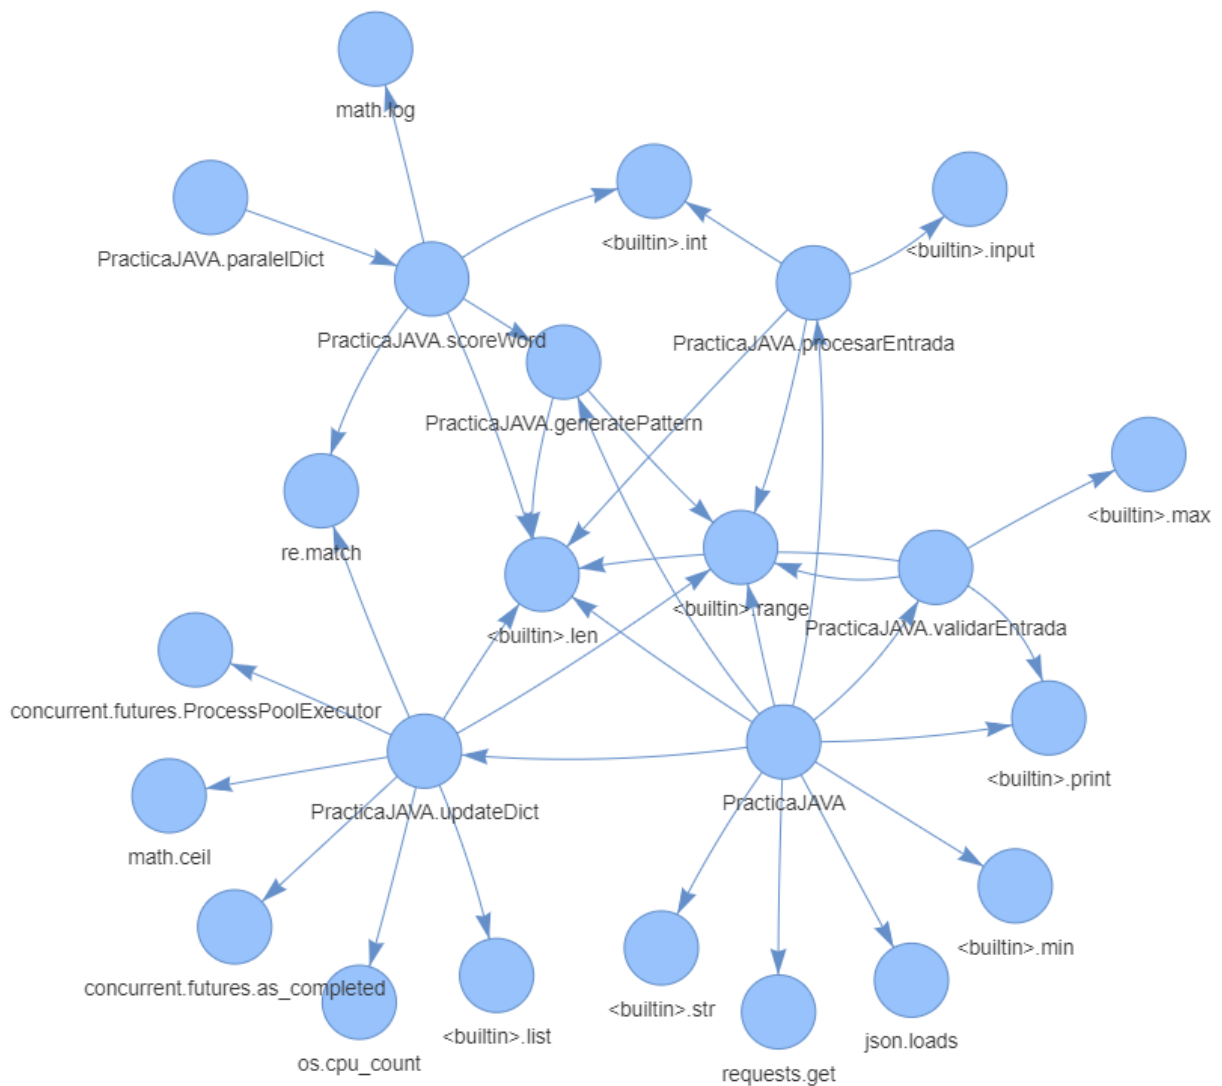 math.log
PracticaJAVA.paralelDict
<builtin>.int
<builtin>.input
PracticaJAVA.scoreWord
PracticaJAVA.procesarEntrada
PracticaJAVA.generatePattern
<builtin>.max
re.match
<builtin>.range
<builtin>.len
PracticaJAVA.validarEntrada
concurrent.futures.ProcessPoolExecutor
<builtin>.print
PracticaJAVA.updateDict
PracticaJAVA
math.ceil
<builtin>.min
concurrent.futures.as_completed
<builtin>.str
<builtin>.list
json.loads
os.cpu_count
requests.get